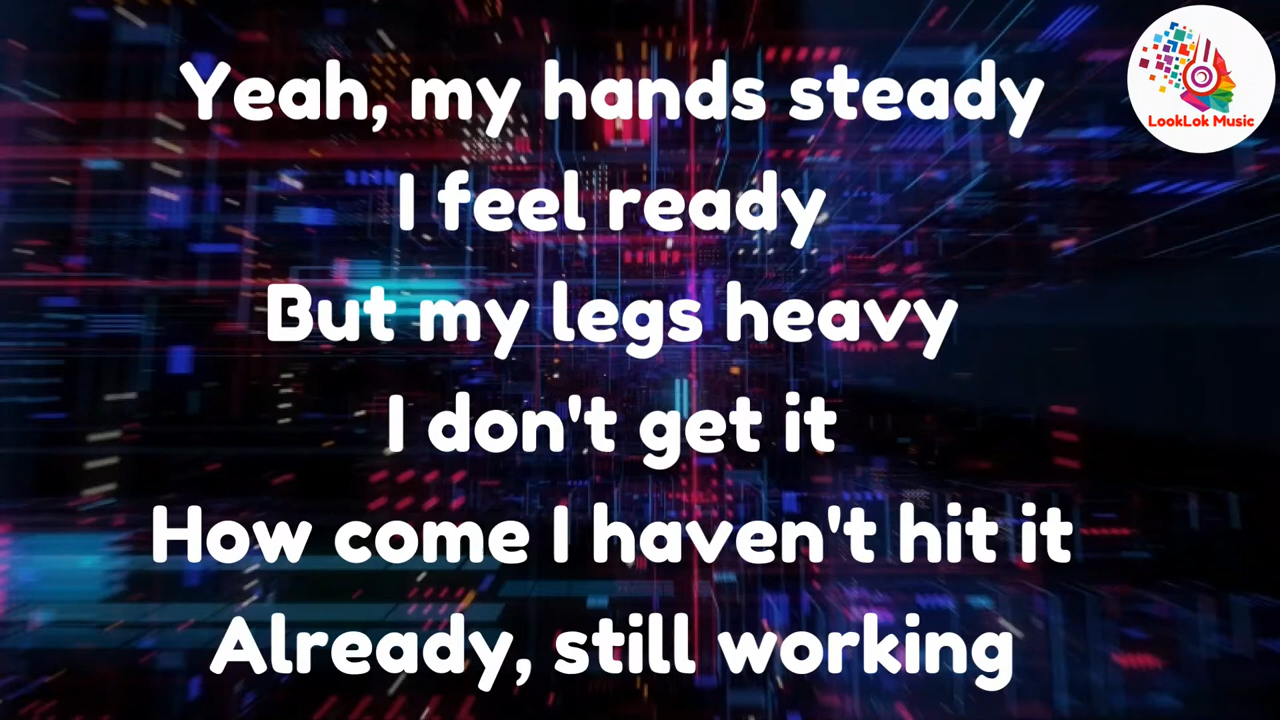 LookLok Music
Yeah, my hands steady
I feel ready
But my legs heavy
I don't get it
How come I haven't hit it
Already, still working